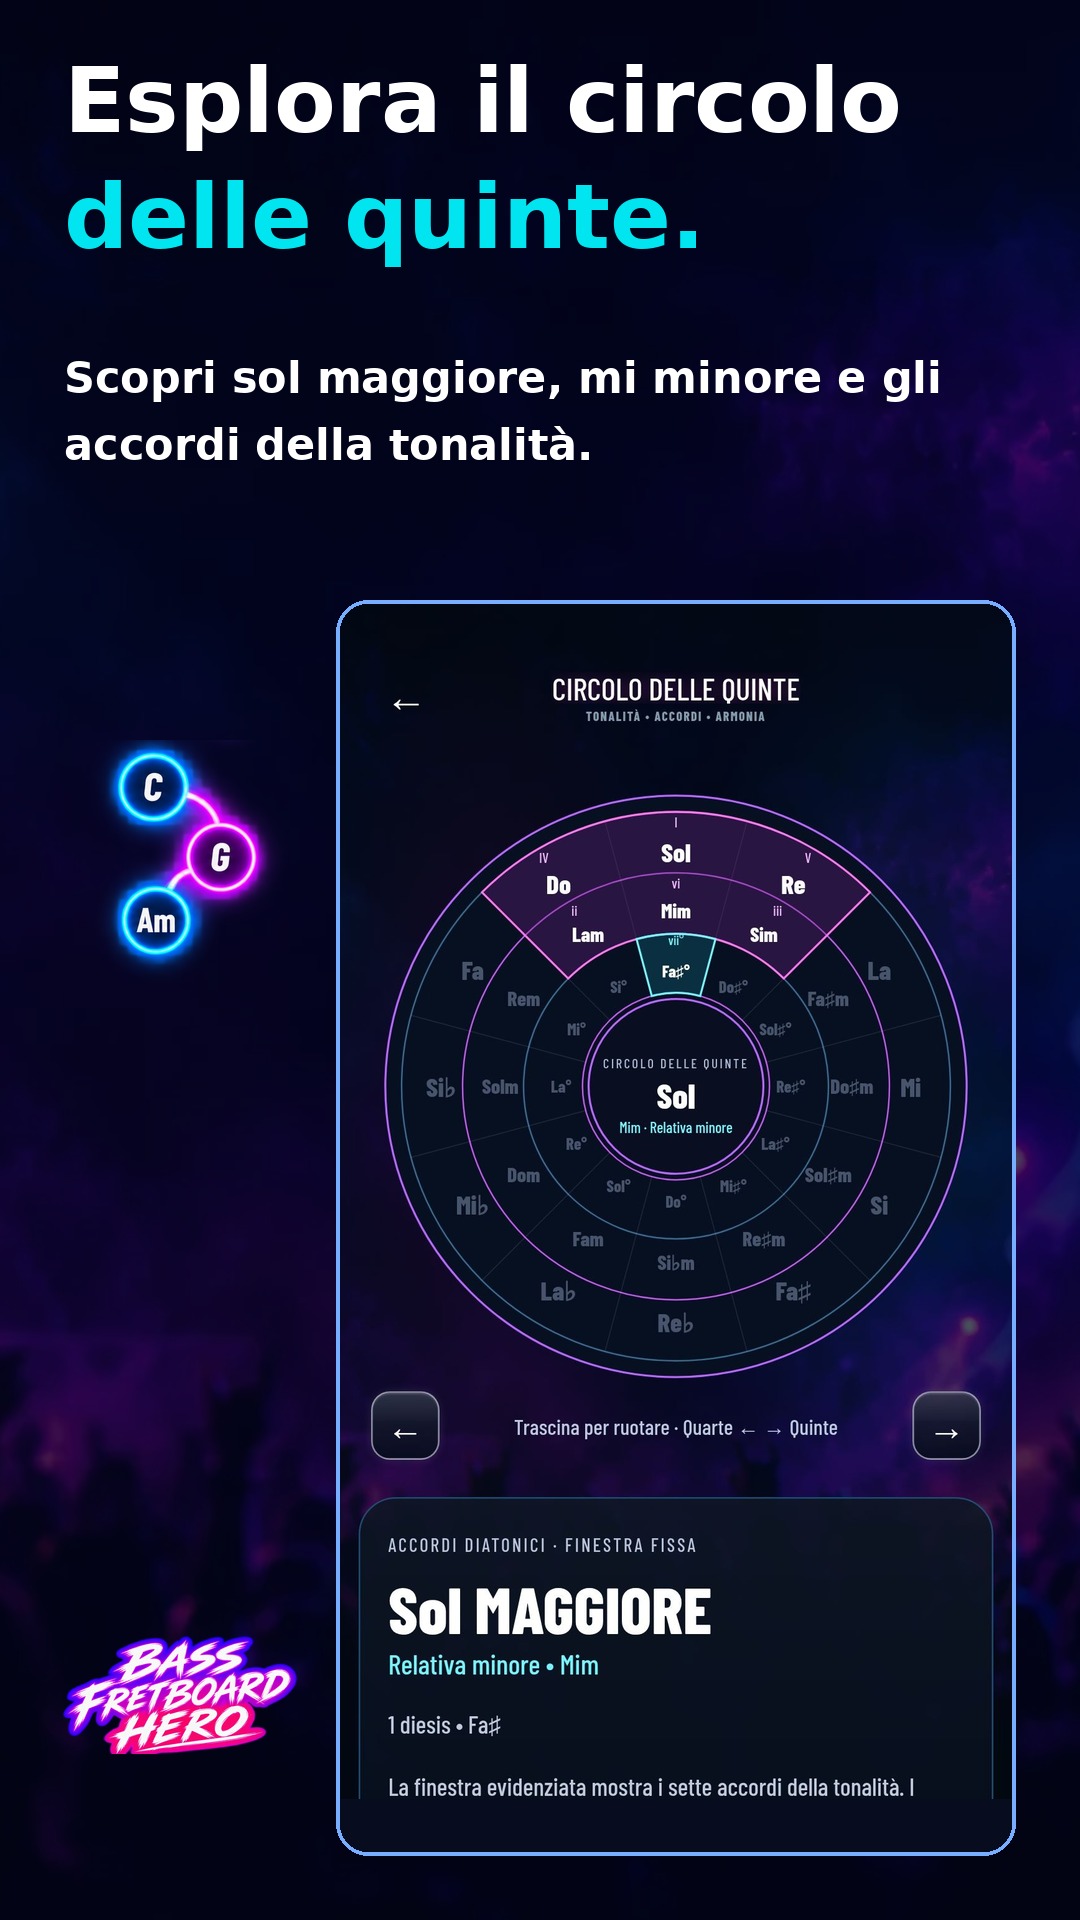 Esplora il circolo
delle quinte.
Scopri sol maggiore, mi minore e gli
accordi della tonalità.
←
CIRCOLO DELLE QUINTE
TONALITÀ • ACCORDI • ARMONIA
C
G
Am
I
Sol
IV
Do
V
Re
vi
Mim
ii
Lam
iii
Sim
vii°
Fa♯°
Fa
Rem
Si°
Do♯°
Fa♯m
La
Mi°
Sol♯°
Si♭
Solm
La°
Re♯°
Do♯m
Mi
CIRCOLO DELLE QUINTE
Sol
Mim · Relativa minore
Re°
La♯°
Mi♭
Dom
Sol°
Do°
Mi♯°
Sol♯m
Si
Fam
Si♭m
Re♯m
La♭
Re♭
Fa♯
←
Trascina per ruotare · Quarte ← → Quinte
→
ACCORDI DIATONICI · FINESTRA FISSA
Sol MAGGIORE
Relativa minore • Mim
1 diesis • Fa♯
La finestra evidenziata mostra i sette accordi della tonalità. I
BASS
FRETBOARD
HERO